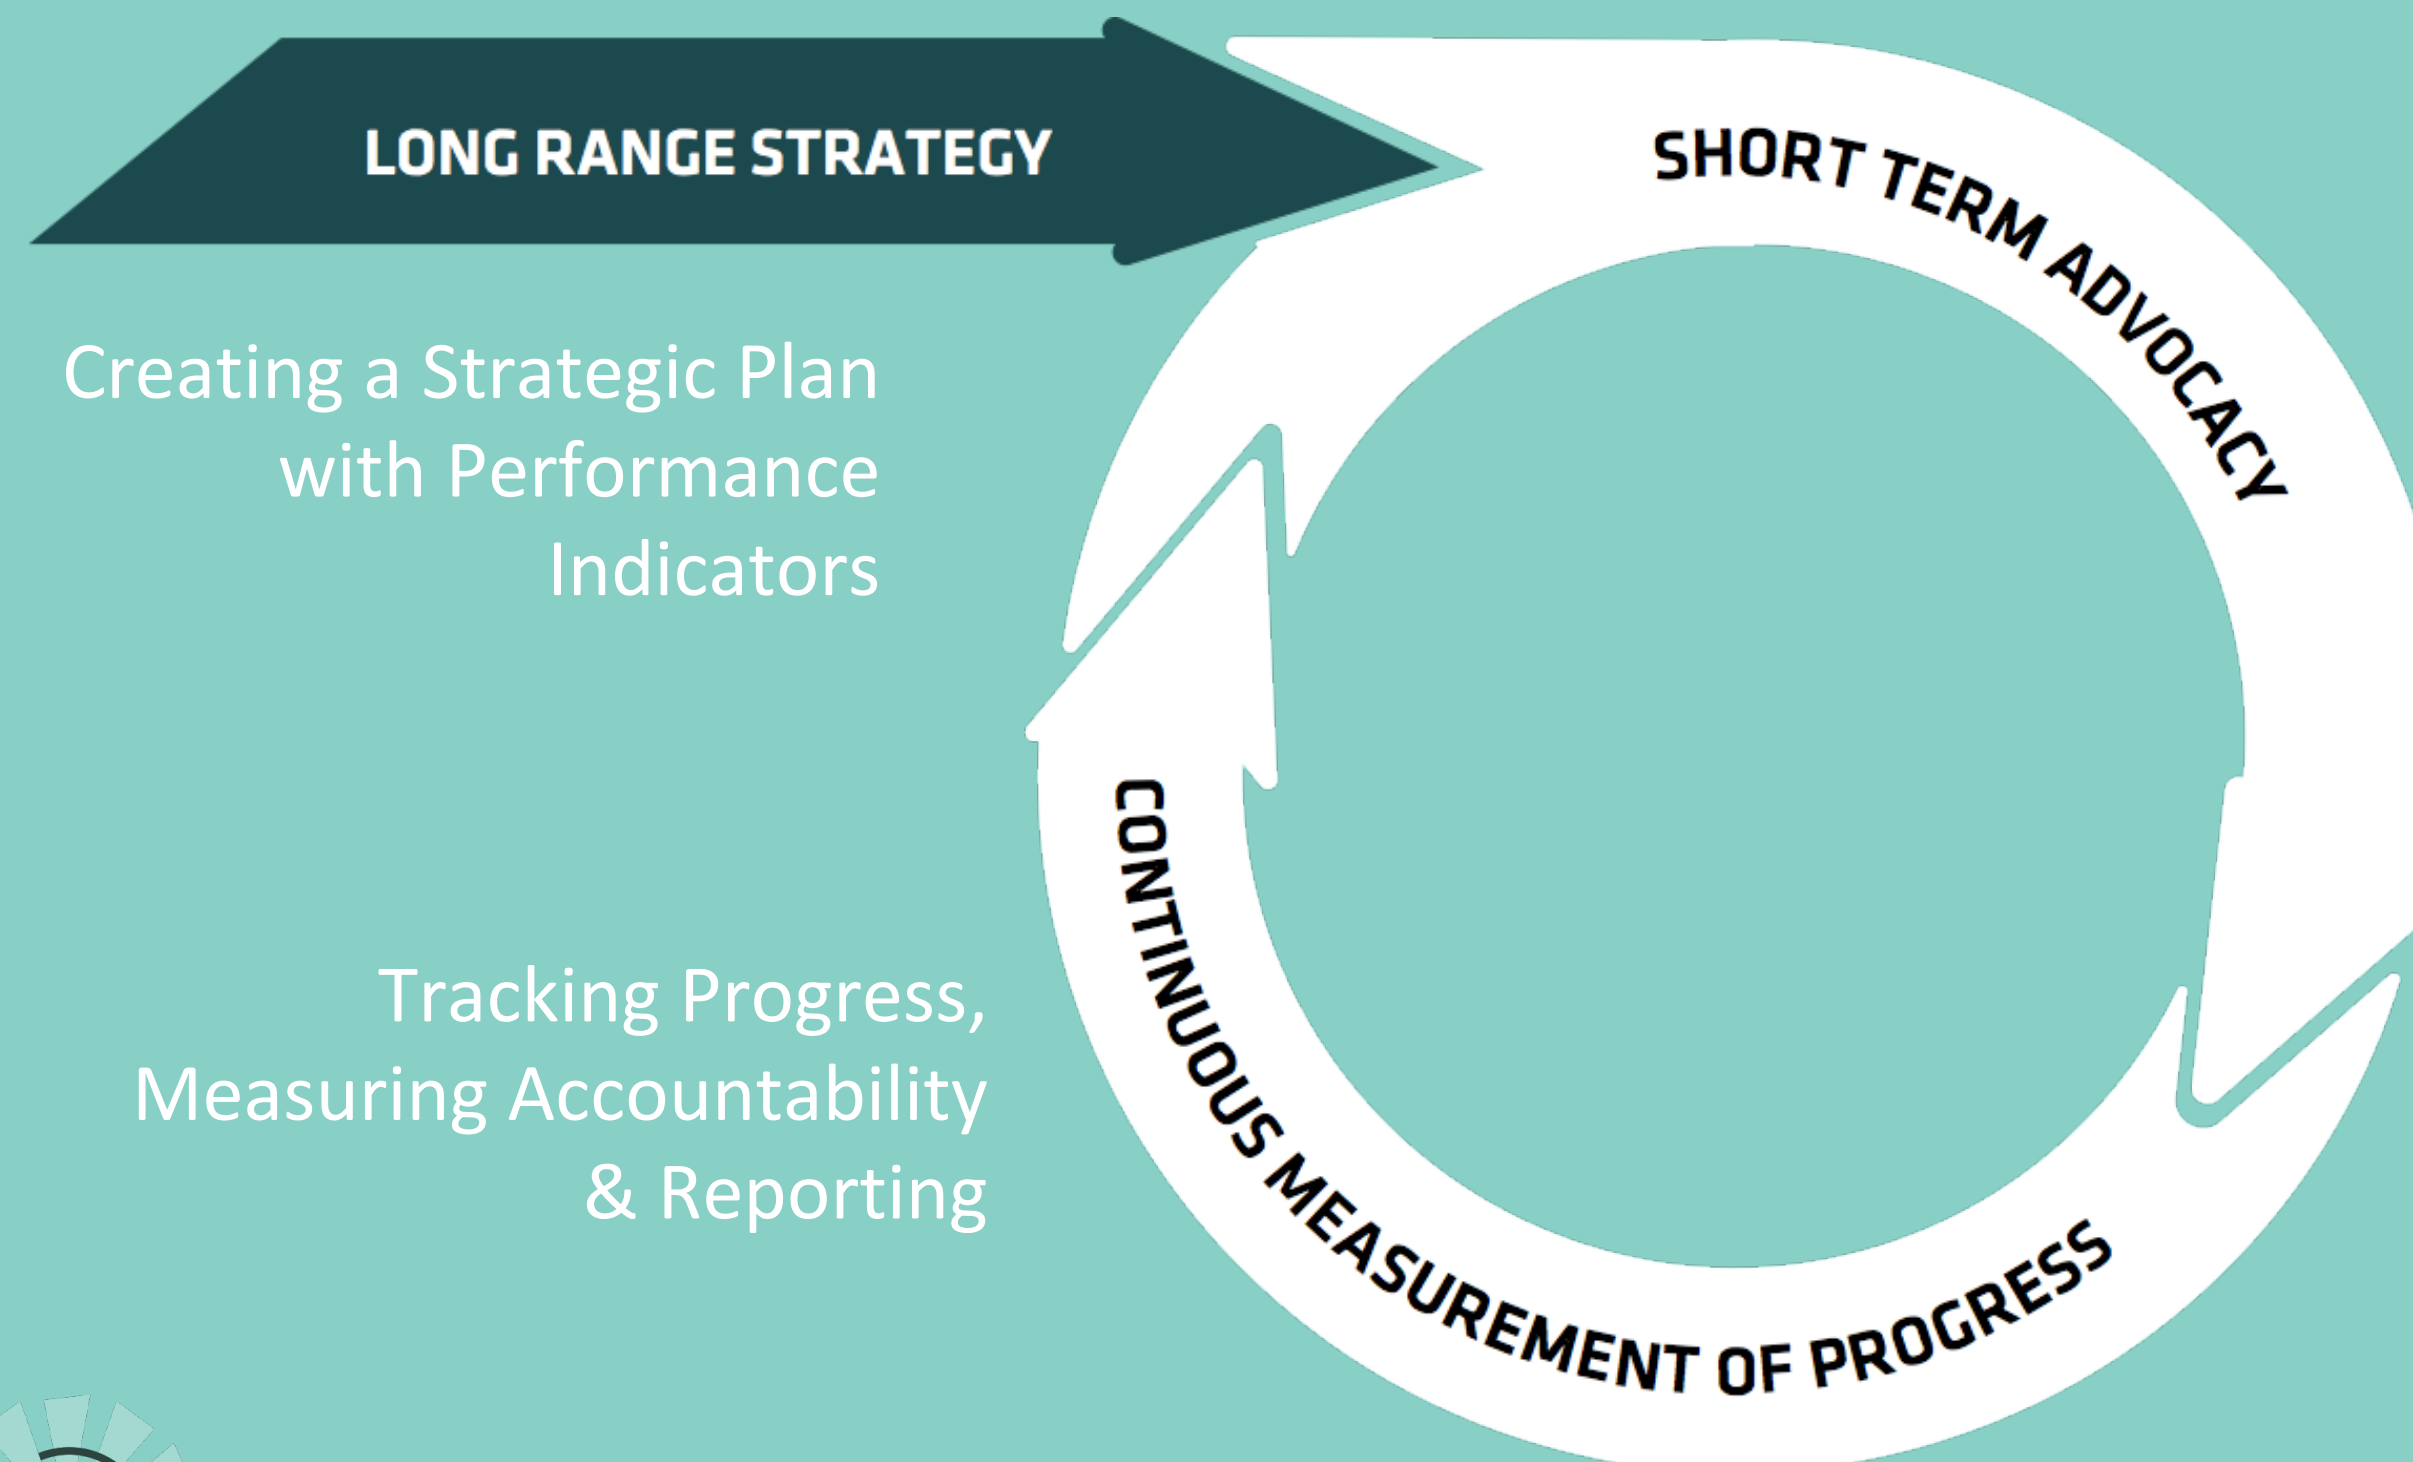 LONG RANGE STRATEGY
SHORT TERM ADVOCACY
Creating a Strategic Plan
with Performance
Indicators
CONTINUOUS MEASUREMENT OF PROGRESS
Tracking Progress,
Measuring Accountability
& Reporting